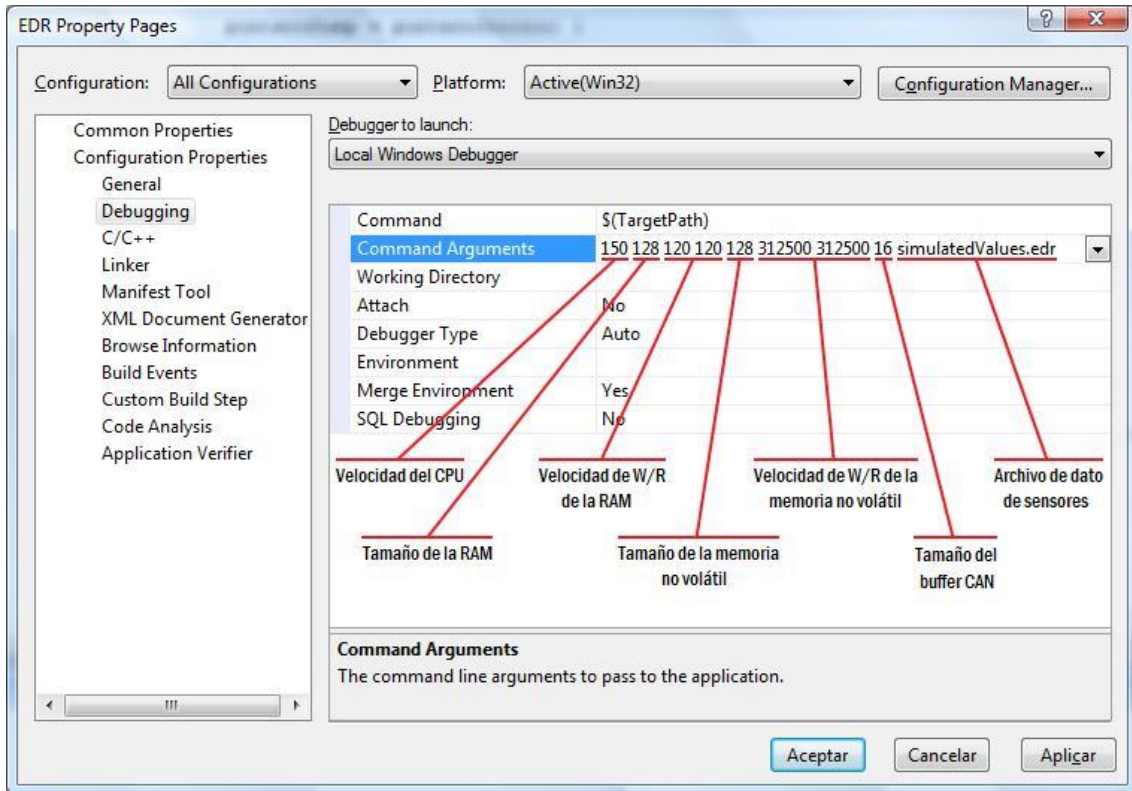 EDR Property Pages
Configuration: All Configurations Platform: Active(Win32) Configuration Manager...
Common Properties
Configuration Properties
General
Debugging
C/C++
Linker
Manifest Tool
XML Document Generator
Browse Information
Build Events
Custom Build Step
Code Analysis
Application Verifier
Debugger to launch:
Local Windows Debugger
Command $(TargetPath)
Command Arguments 150 128 120 120 128 312500 312500 16 simulatedValues.edr
Working Directory
Attach No
Debugger Type Auto
Environment
Merge Environment Yes
SQL Debugging No
Velocidad del CPU
Velocidad de W/R
de la RAM
Velocidad de W/R de la
memoria no volátil
Archivo de dato
de sensores
Tamaño de la RAM
Tamaño de la memoria
no volátil
Tamaño del
buffer CAN
Command Arguments
The command line arguments to pass to the application.
Aceptar Cancelar Aplicar